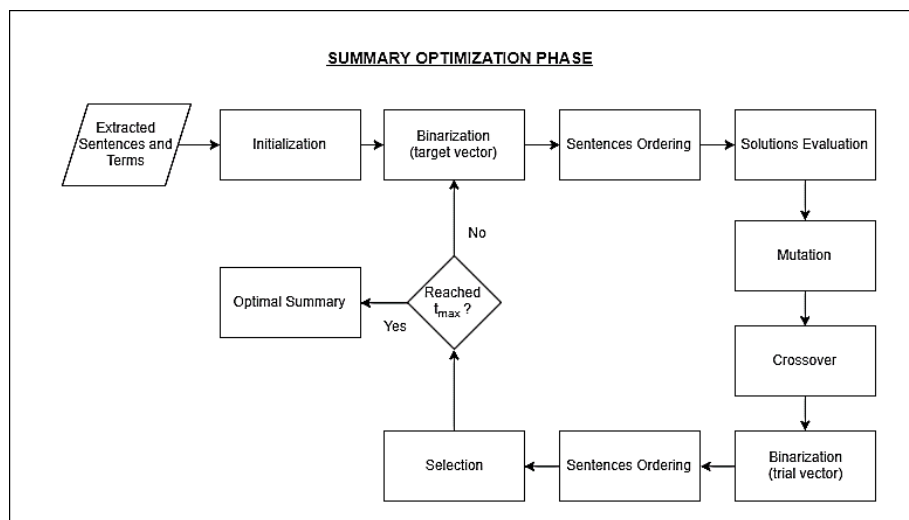 SUMMARY OPTIMIZATION PHASE
Extracted
Sentences and
Terms
Initialization
Binarization
(target vector)
Sentences Ordering
Solutions Evaluation
Mutation
Crossover
Binarization
(trial vector)
Sentences Ordering
Selection
Reached
tmax ?
No
Yes
Optimal Summary